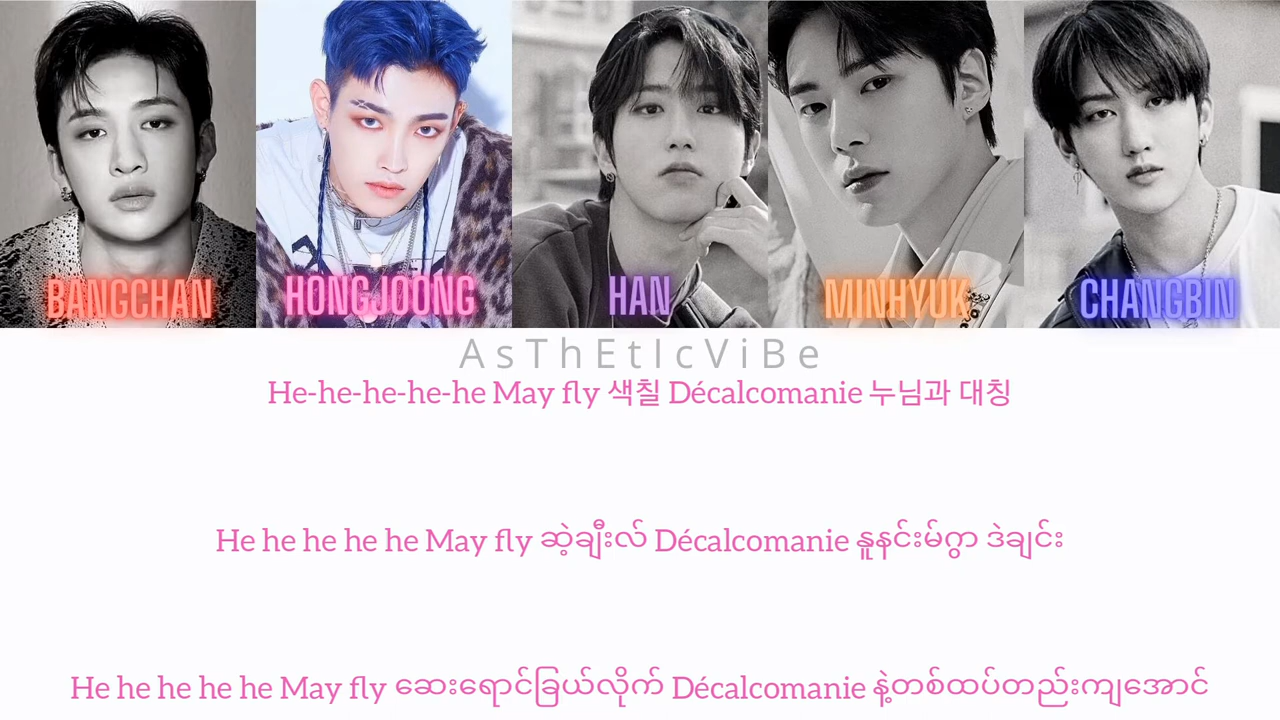 BANGCHAN
HONGJOONG
HAN
MINHYUK
CHANGBIN
AsThEtIcViBe
He-he-he-he-he May fly 색칠 Décalcomanie 누님과 대칭
He he he he he May fly ဆဲ့ချီးလ် Décalcomanie နူနင်းမ်ဂွာ ဒဲချင်း
He he he he he May fly ဆေးရောင်ခြယ်လိုက် Décalcomanie နဲ့တစ်ထပ်တည်းကျအောင်